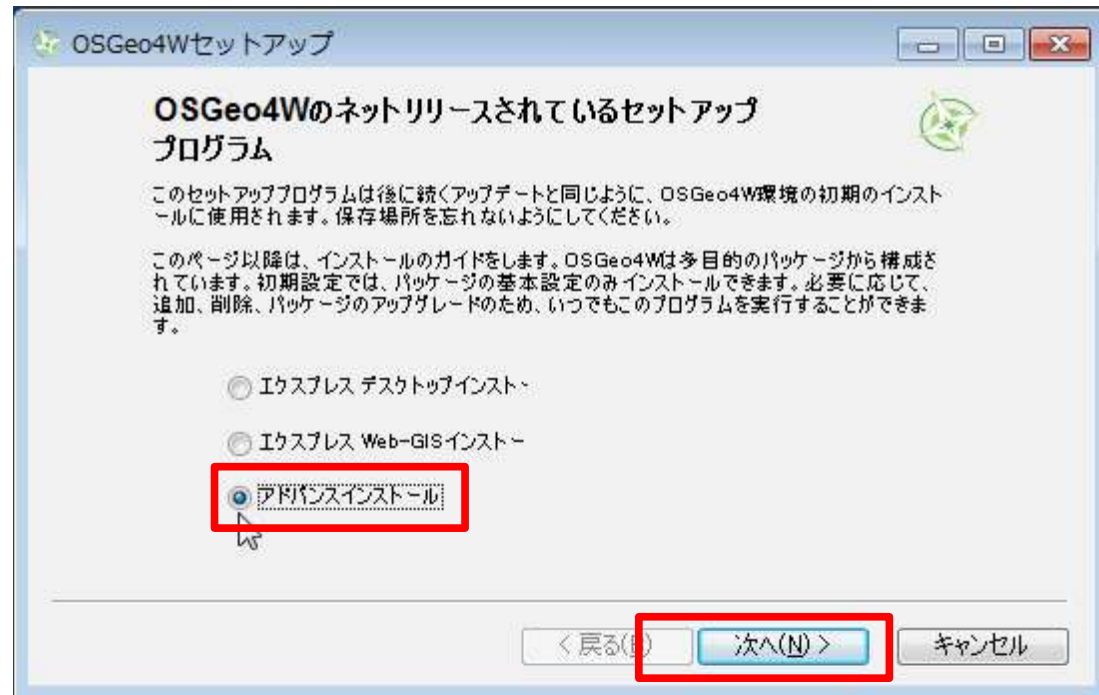 OSGeo4Wセットアップ
OSGeo4Wのネットリリースされているセットアップ
プログラム
このセットアッププログラムは後に続くアップデートと同じように、OSGeo4W環境の初期のインスト
ールに使用されます。保存場所を忘れないようにしてください。
このページ以降は、インストールのガイドをします。OSGeo4Wは多目的のパッケージから構成さ
れています。初期設定では、パッケージの基本設定のみインストールできます。必要に応じて、
追加、削除、パッケージのアップグレードのため、いつでもこのプログラムを実行することができま
す。
エクスプレス デスクトップインスト
エクスプレス Web-GISインストー
アドバンスインストール
< 戻る(B)
次へ(N) >
キャンセル